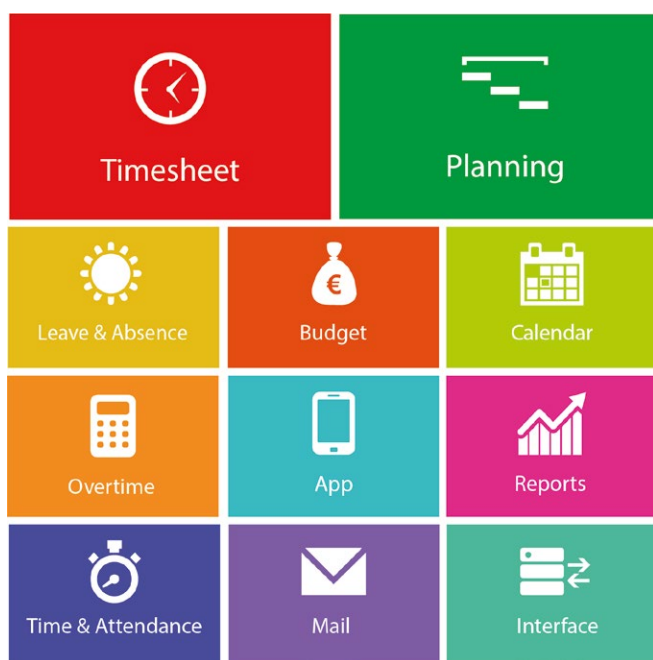 Timesheet
Planning
Leave & Absence
€
Budget
Calendar
Overtime
App
Reports
Time & Attendance
Mail
Interface